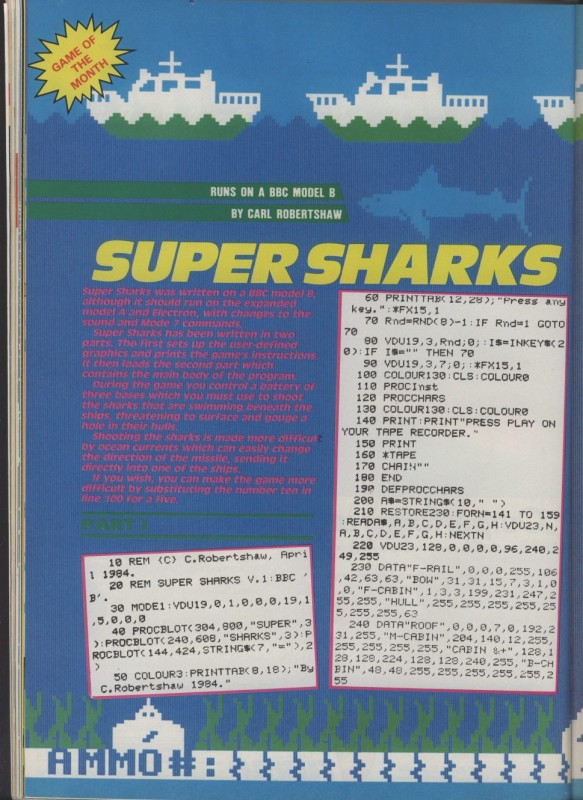 GAME OF
THE
MONTH
RUNS ON A BBC MODEL B
BY CARL ROBERTSHAW
SUPER SHARKS
Super Sharks was written on a BBC model B,
although it should run on the expanded
model A and Electron, with changes to the
sound and Mode 7 commands.
Super Sharks has been written in two
parts. The first sets up the user-defined
graphics and prints the game's instructions
it then loads the second part which
contains the main body of the program.
During the game you control a battery of
three bases which you must use to shoot
the sharks that are swimming beneath the
ships, threatening to surface and gouge a
hole in their hulls.
Shooting the sharks is made more difficult
by ocean currents which can easily change
the direction of the missile, sending it
directly into one of the ships.
If you wish, you can make the game more
difficult by substituting the number ten in
line 100 for a five.
PART 1
10 REM (C) C.Robertshaw, Apri
l 1984.
20 REM SUPER SHARKS V.1:BBC '
B'.
30 MODE1:VDU19,0,1,0,0,0,19,1
,5,0,0,0
40 PROCBLOT(304,800,"SUPER",3
):PROCBLOT(240,608,"SHARKS",3):P
ROCBLOT(144,424,STRING$(7,"="),2
)
50 COLOUR3:PRINTTAB(8,18);"By
C.Robertshaw 1984."
60 PRINTTAB(12,28);"Press any
key.":*FX15,1
70 Rnd=RND(8)-1:IF Rnd=1 GOTO
70
80 VDU19,3,Rnd;0;:I$=INKEY$(2
0):IF I$="" THEN 70
90 VDU19,3,7;0;:*FX15,1
100 COLOUR130:CLS:COLOUR0
110 PROCInst
120 PROCCHARS
130 COLOUR130:CLS:COLOUR0
140 PRINT:PRINT"PRESS PLAY ON
YOUR TAPE RECORDER."
150 PRINT
160 *TAPE
170 CHAIN""
180 END
190 DEFPROCCHARS
200 A$=STRING$(10," ")
210 RESTORE230:FORN=141 TO 159
:READA$,A,B,C,D,E,F,G,H:VDU23,N,
A,B,C,D,E,F,G,H:NEXTN
220 VDU23,128,0,0,0,0,96,240,2
49,255
230 DATA"F-RAIL",0,0,0,255,106
,42,63,63,"BOW",31,31,15,7,3,1,0
,0,"F-CABIN",1,3,3,199,231,247,2
55,255,"HULL",255,255,255,255,25
5,255,255,63
240 DATA"ROOF",0,0,0,7,0,192,2
31,255,"M-CABIN",204,140,12,255,
255,255,255,255,"CABIN &+",128,1
28,128,224,128,128,240,255,"B-CH
BIN",48,48,255,255,255,255,255,2
55
AMMO#: